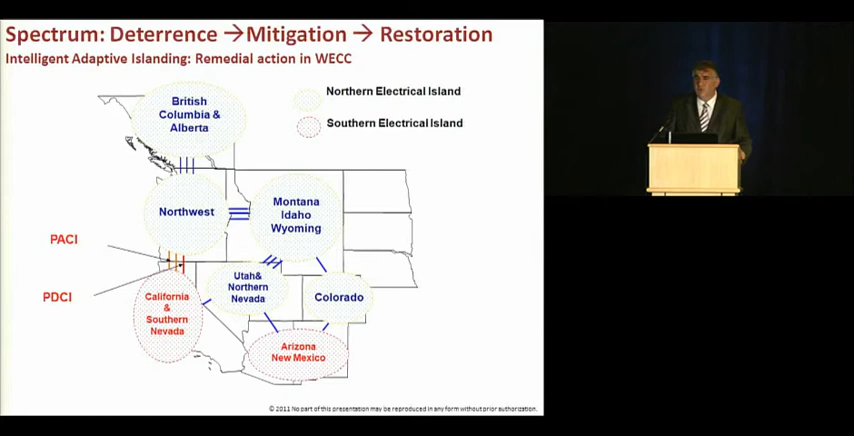 Spectrum: Deterrence → Mitigation → Restoration
Intelligent Adaptive Islanding: Remedial action in WECC
British
Columbia &
Alberta
Northern Electrical Island
Southern Electrical Island
Northwest
Montana
Idaho
Wyoming
PACI
PDCI
Utah&
Northern
Nevada
Colorado
California
&
Southern
Nevada
Arizona
New Mexico
© 2011 No part of this presentation may be reproduced in any form without prior authorization.